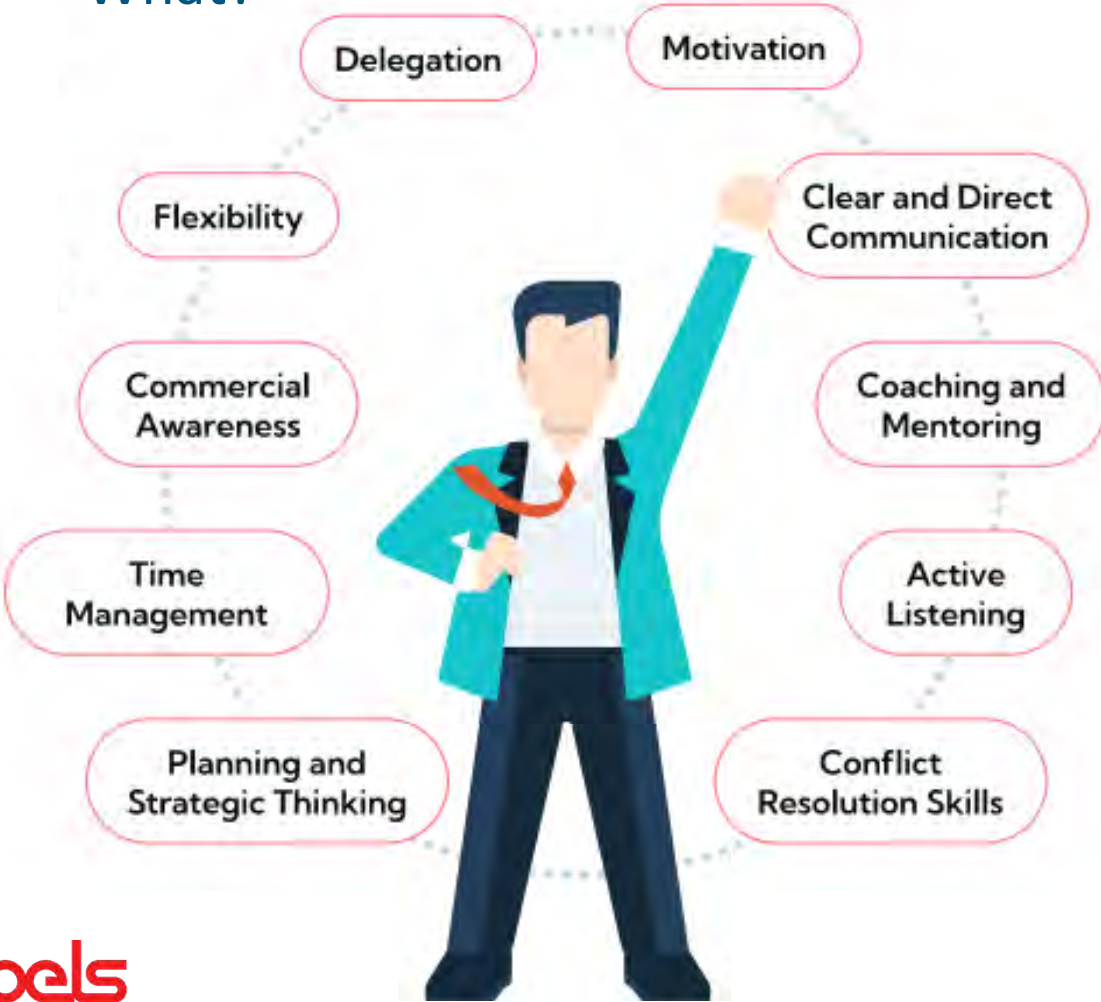 What?
Delegation
Motivation
Flexibility
Clear and Direct
Communication
Commercial
Awareness
Coaching and
Mentoring
Time
Management
Active
Listening
Planning and
Strategic Thinking
Conflict
Resolution Skills